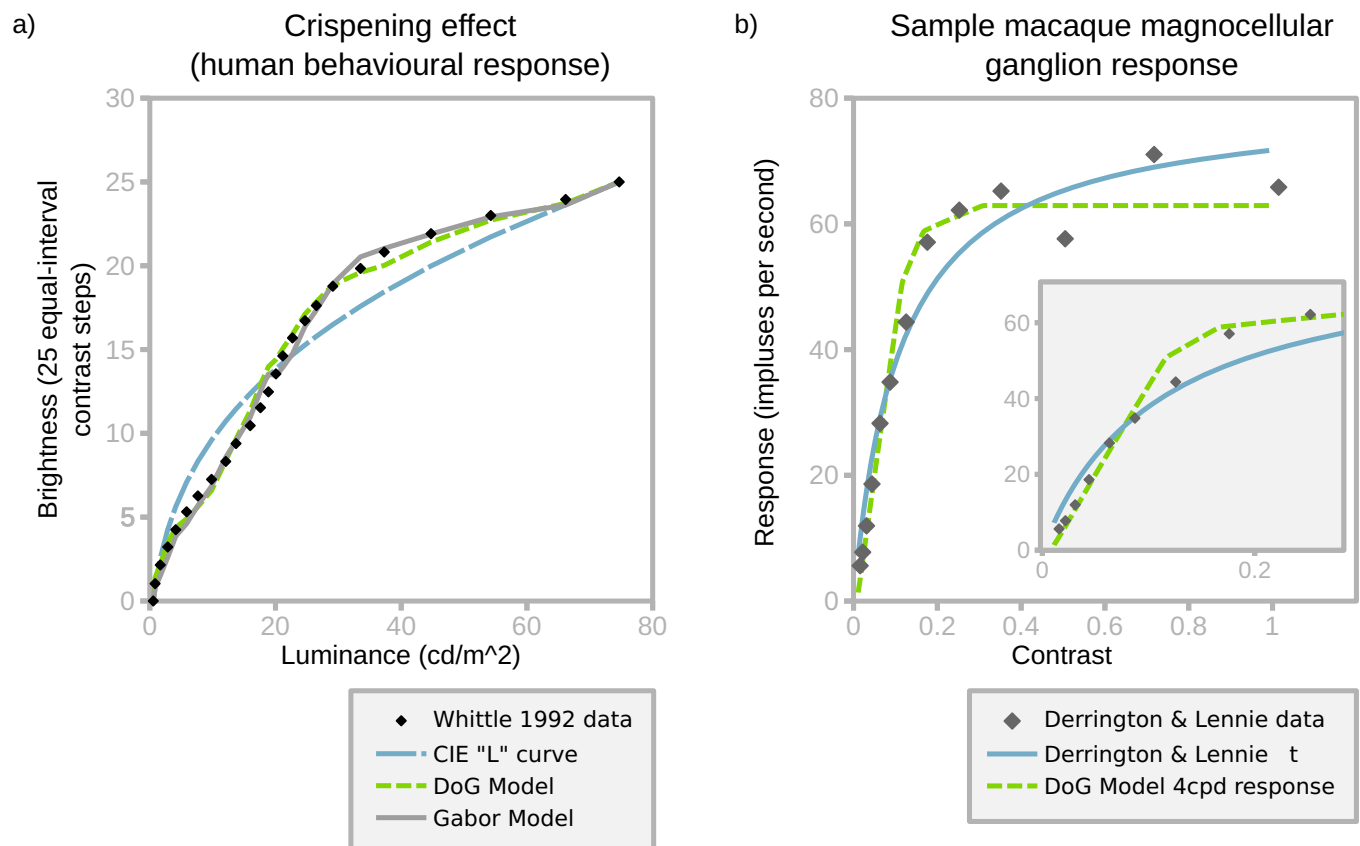 a)
Crispening effect
(human behavioural response)
30
25
20
15
10
5
0
0 20 40 60 80
Brightness (25 equal-interval
contrast steps)
Luminance (cd/m^2)
Whittle 1992 data
CIE "L" curve
DoG Model
Gabor Model
b)
Sample macaque magnocellular
ganglion response
80
60
40
20
0
0 0.2 0.4 0.6 0.8 1
Response (impluses per second)
Contrast
60
40
20
0
0 0.2
Derrington & Lennie data
Derrington & Lennie t
DoG Model 4cpd response